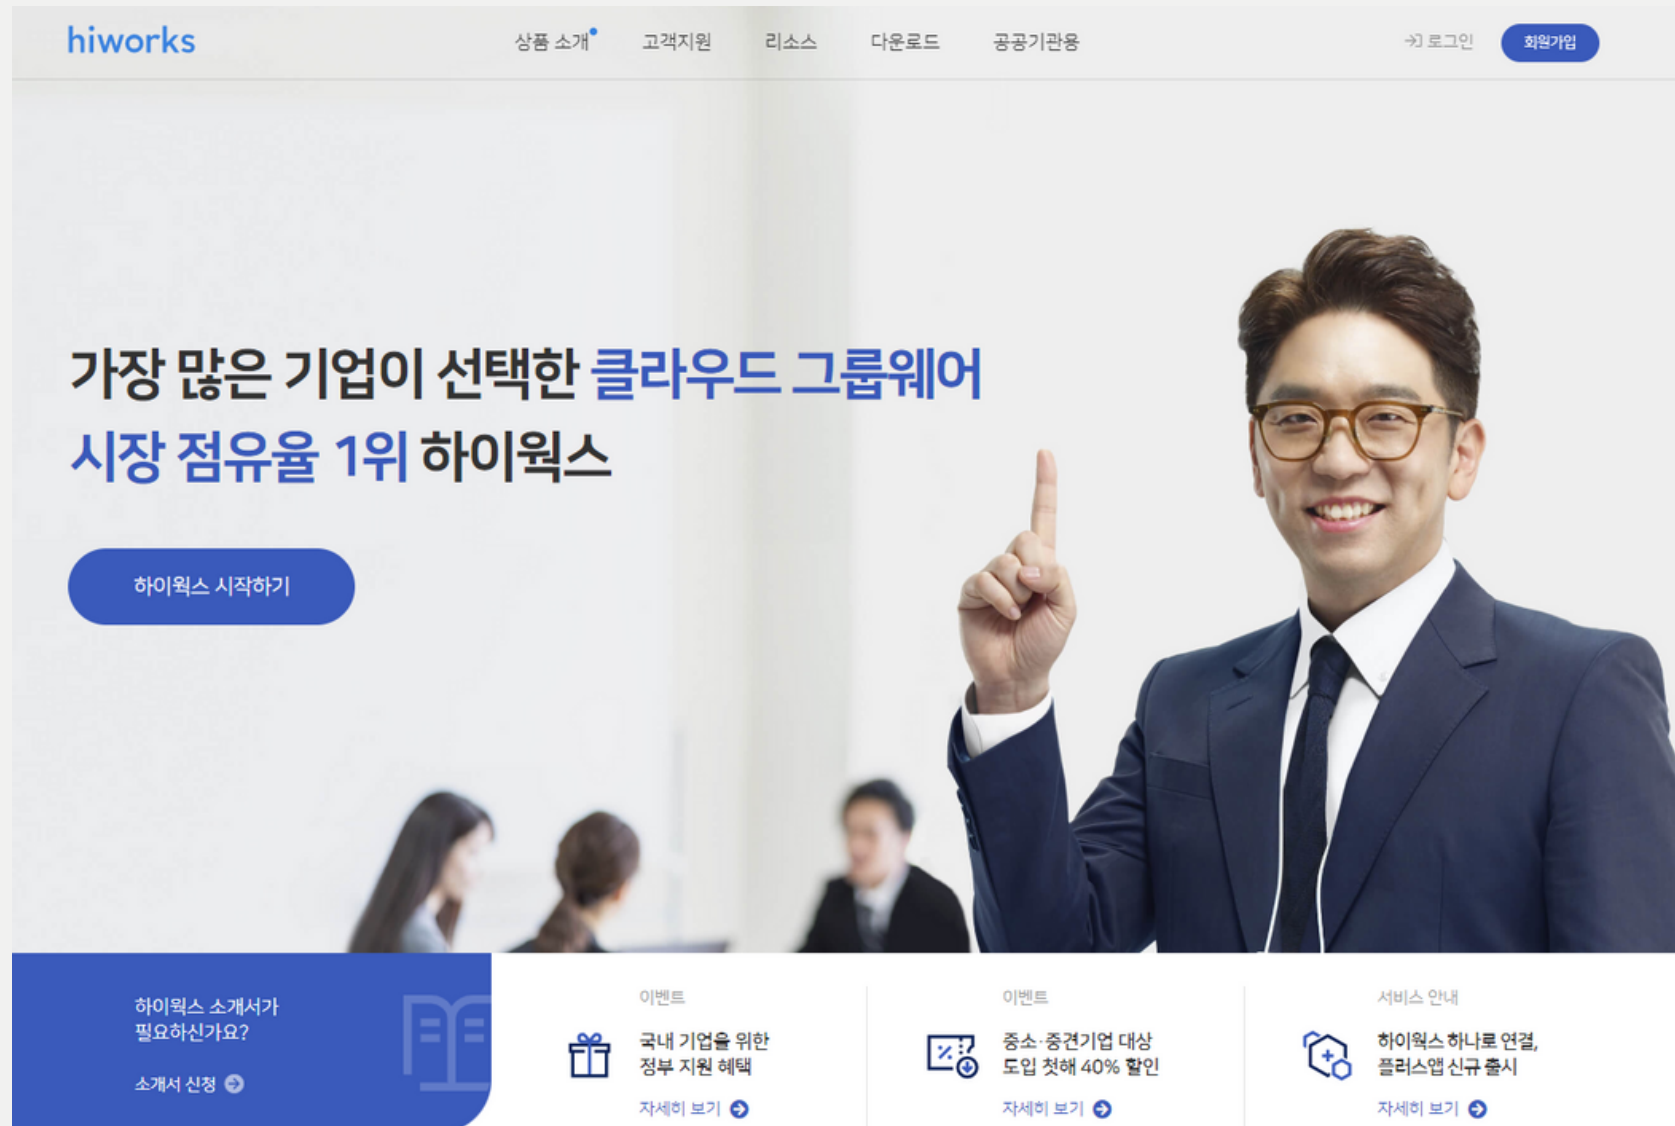 hiworks
상품 소개
고객지원
리소스
다운로드
공공기관용
로그인
회원가입
가장 많은 기업이 선택한 클라우드 그룹웨어
시장 점유율 1위 하이웍스
하이웍스 시작하기
하이웍스 소개서가
필요하신가요?
소개서 신청
이벤트
국내 기업을 위한
정부 지원 혜택
자세히 보기
이벤트
중소·중견기업 대상
도입 첫해 40% 할인
자세히 보기
서비스 안내
하이웍스 하나로 연결,
플러스앱 신규 출시
자세히 보기